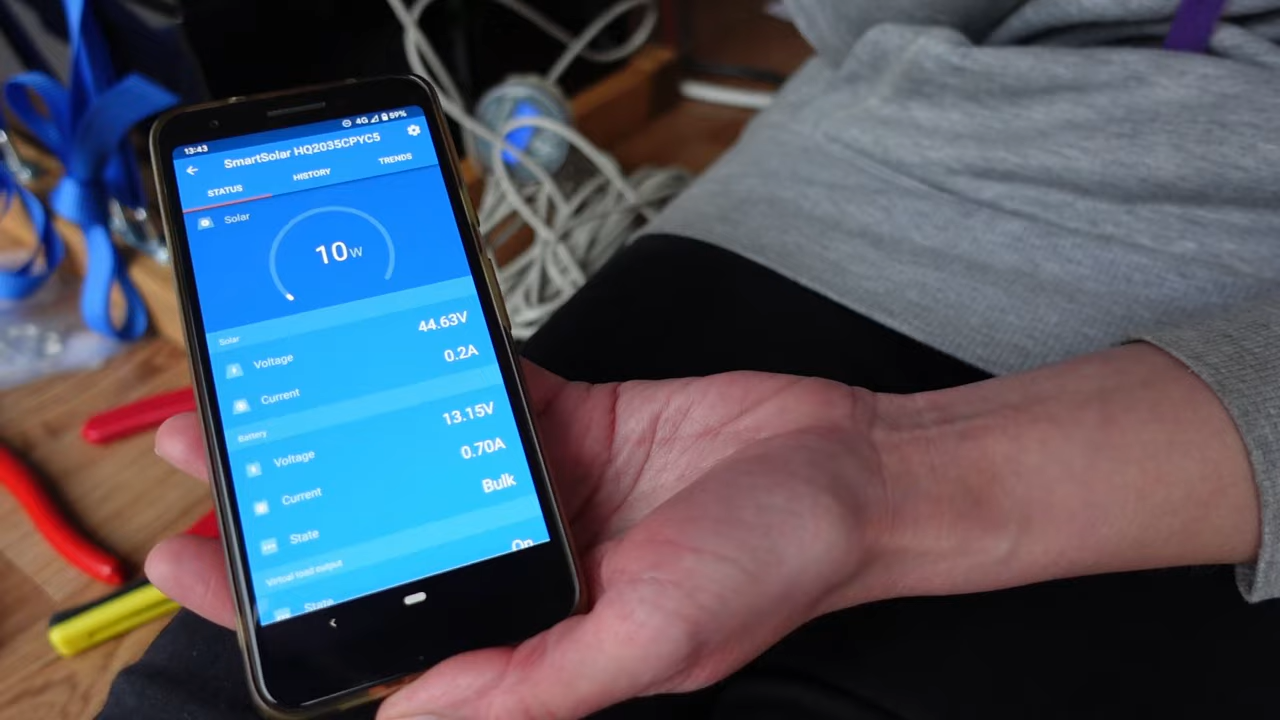 13:43 4G 59%
SmartSolar HQ2035CPYC5
STATUS HISTORY TRENDS
Solar
10W
Solar
Voltage 44.63V
Current 0.2A
Battery
Voltage 13.15V
Current 0.70A
State Bulk
Virtual load output
State On